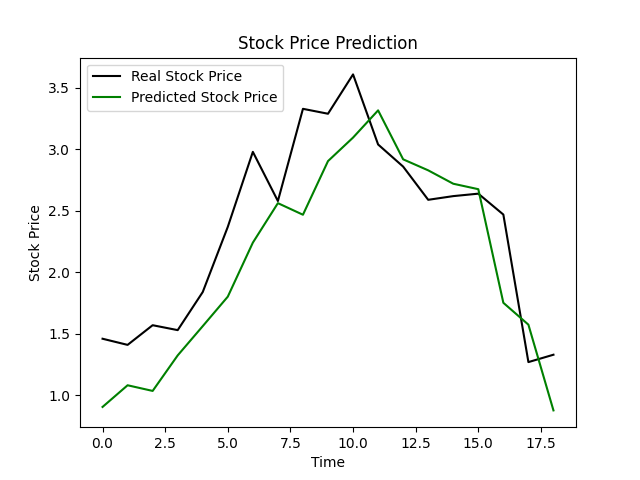 Stock Price Prediction
Real Stock Price
Predicted Stock Price
Stock Price
3.5
3.0
2.5
2.0
1.5
1.0
0.0 2.5 5.0 7.5 10.0 12.5 15.0 17.5
Time